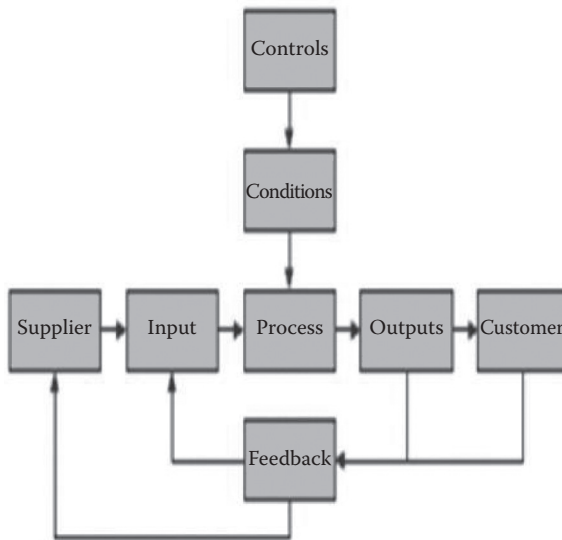 Controls
Conditions
Supplier
Input
Process
Outputs
Customer
Feedback